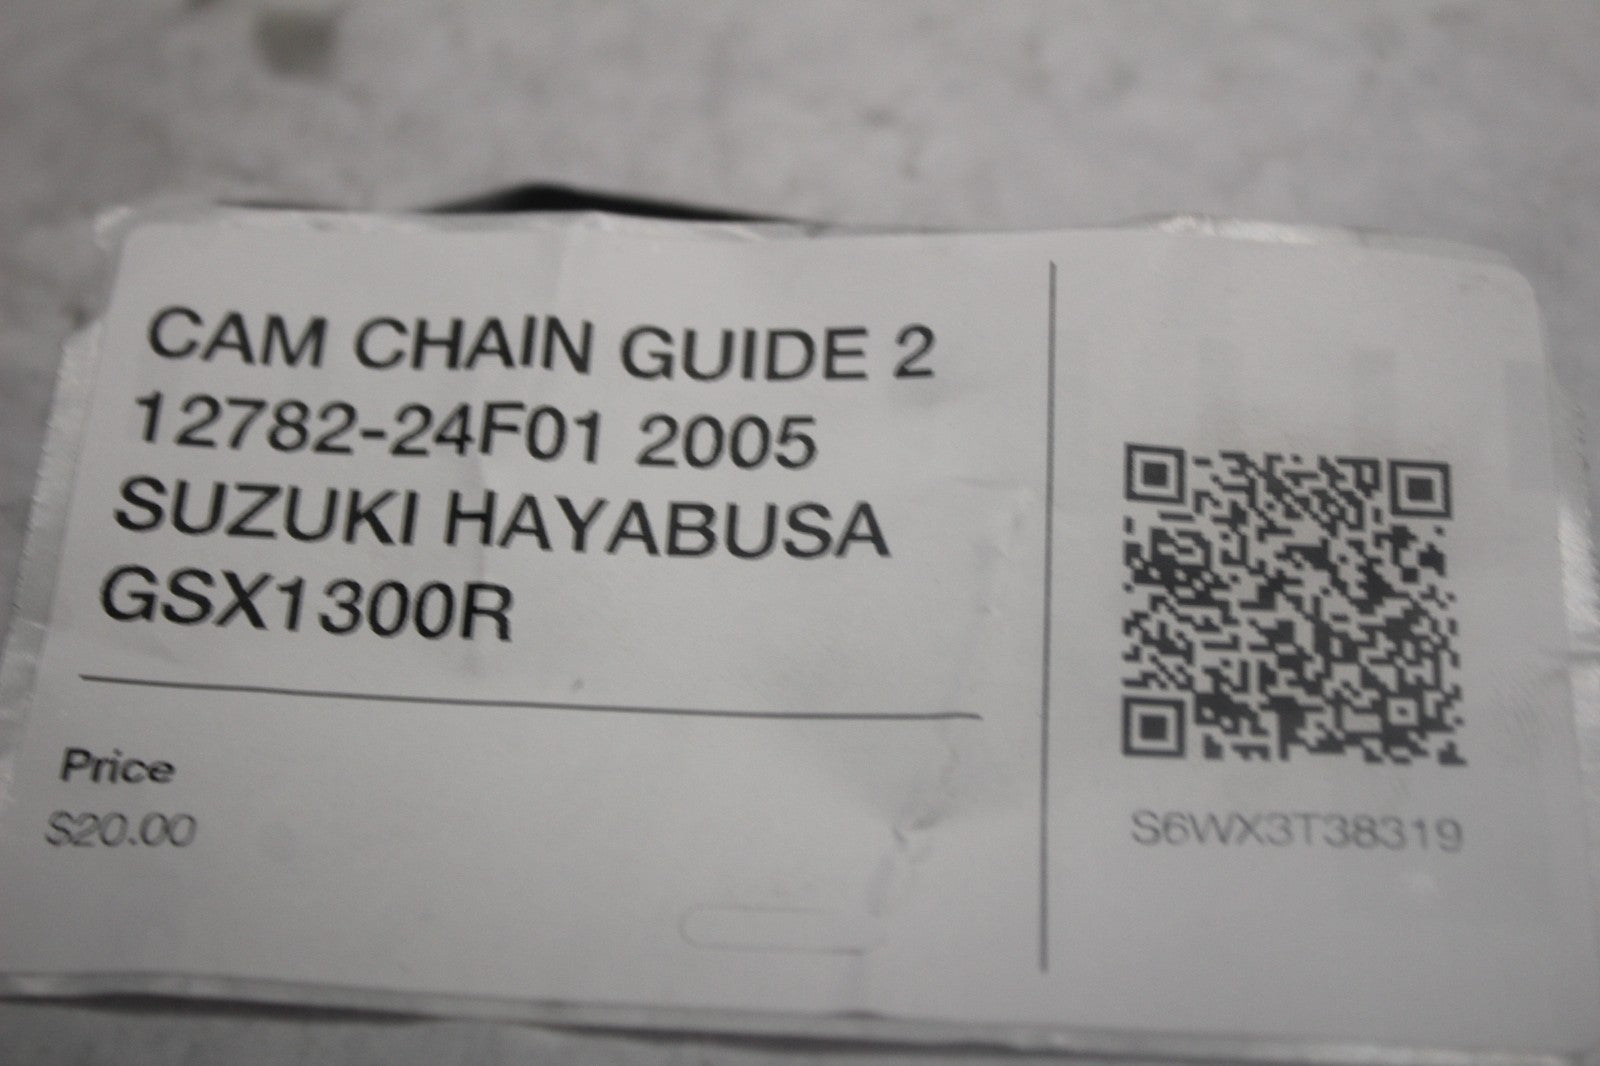 CAM CHAIN GUIDE 2
12782-24F01 2005
SUZUKI HAYABUSA
GSX1300R
Price
$20.00
S6WX3T38319